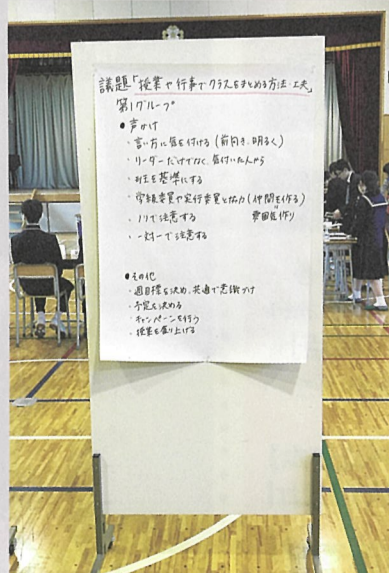 議題「授業や行事でクラスをまとめる方法・工夫」
第1グループ
●声かけ
・言い方に気を付ける(前向き、明るく)
・リーダーだけでなく、気付いた人から
・班を基準にする
・学級委員や実行委員と協力(仲間を作る)
雰囲気作り
・ノリで注意する
・一対一で注意する
●その他
・週目標を決め、共通で意識づけ
・予定を決める
・キャンペーンを行う
・授業を盛り上げる